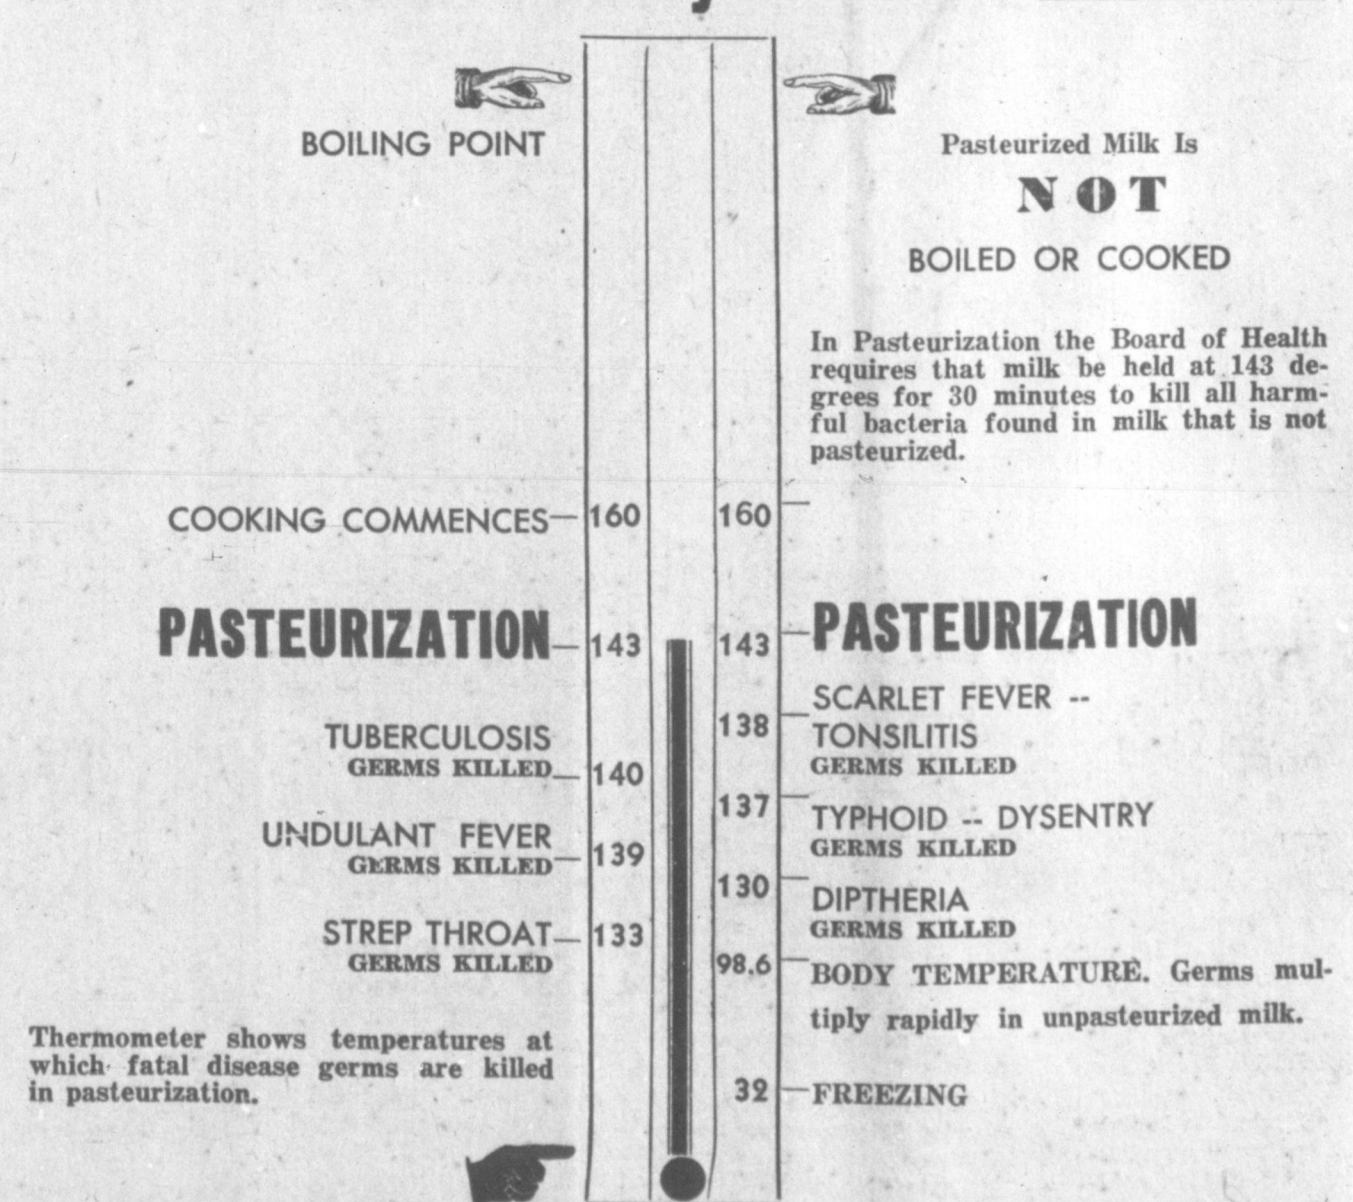 BOILING POINT
Pasteurized Milk Is
NOT
BOILED OR COOKED
In Pasteurization the Board of Health
requires that milk be held at 143 de-
grees for 30 minutes to kill all harm-
ful bacteria found in milk that is not
pasteurized.
COOKING COMMENCES— 160 160
PASTEURIZATION— 143 143 —PASTEURIZATION
SCARLET FEVER --
138
TONSILITIS
GERMS KILLED
TUBERCULOSIS
GERMS KILLED— 140
137
TYPHOID -- DYSENTRY
GERMS KILLED
UNDULANT FEVER
GERMS KILLED— 139
130
DIPTHERIA
GERMS KILLED
STREP THROAT— 133
GERMS KILLED
98.6 —BODY TEMPERATURE. Germs mul-
tiply rapidly in unpasteurized milk.
Thermometer shows temperatures at
which fatal disease germs are killed
in pasteurization.
32 —FREEZING